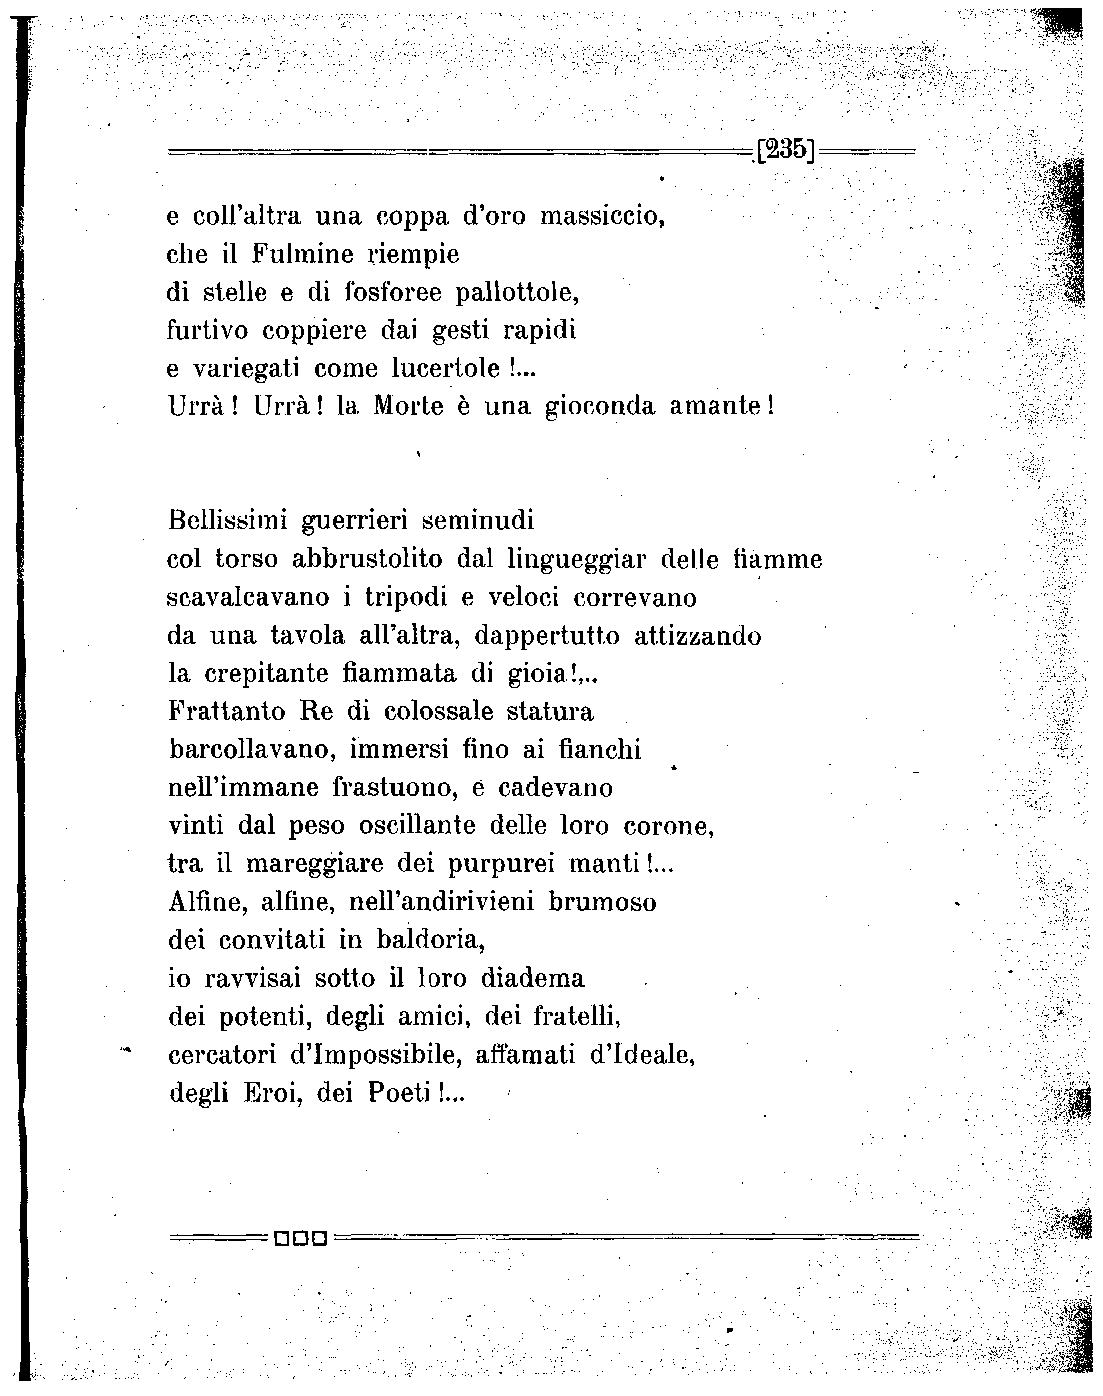 [235]
e coll'altra una coppa d'oro massiccio,
che il Fulmine riempie
di stelle e di fosforee pallottole,
furtivo coppiere dai gesti rapidi
e variegati come lucertole !...
Urrà ! Urrà ! la Morte è una gioconda amante !
Bellissimi guerrieri seminudi
col torso abbrustolito dal lingueggiar delle fiamme
scavalcavano i tripodi e veloci correvano
da una tavola all'altra, dappertutto attizzando
la crepitante fiammata di gioia !,..
Frattanto Re di colossale statura
barcollavano, immersi fino ai fianchi
nell'immane frastuono, e cadevano
vinti dal peso oscillante delle loro corone,
tra il mareggiare dei purpurei manti !...
Alfine, alfine, nell'andirivieni brumoso
dei convitati in baldoria,
io ravvisai sotto il loro diadema
dei potenti, degli amici, dei fratelli,
cercatori d'Impossibile, affamati d'Ideale,
degli Eroi, dei Poeti !...